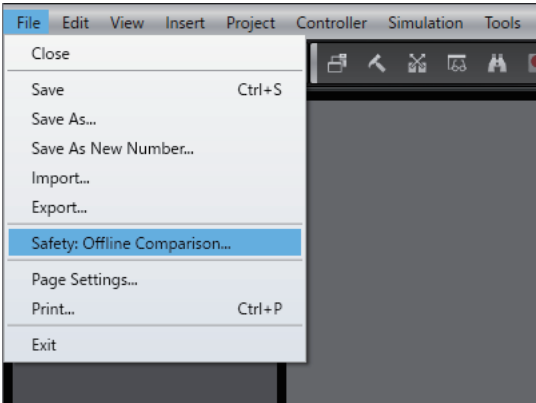 File Edit View Insert Project Controller Simulation Tools
Close
Save Ctrl+S
Save As...
Save As New Number...
Import...
Export...
Safety: Offline Comparison...
Page Settings...
Print... Ctrl+P
Exit